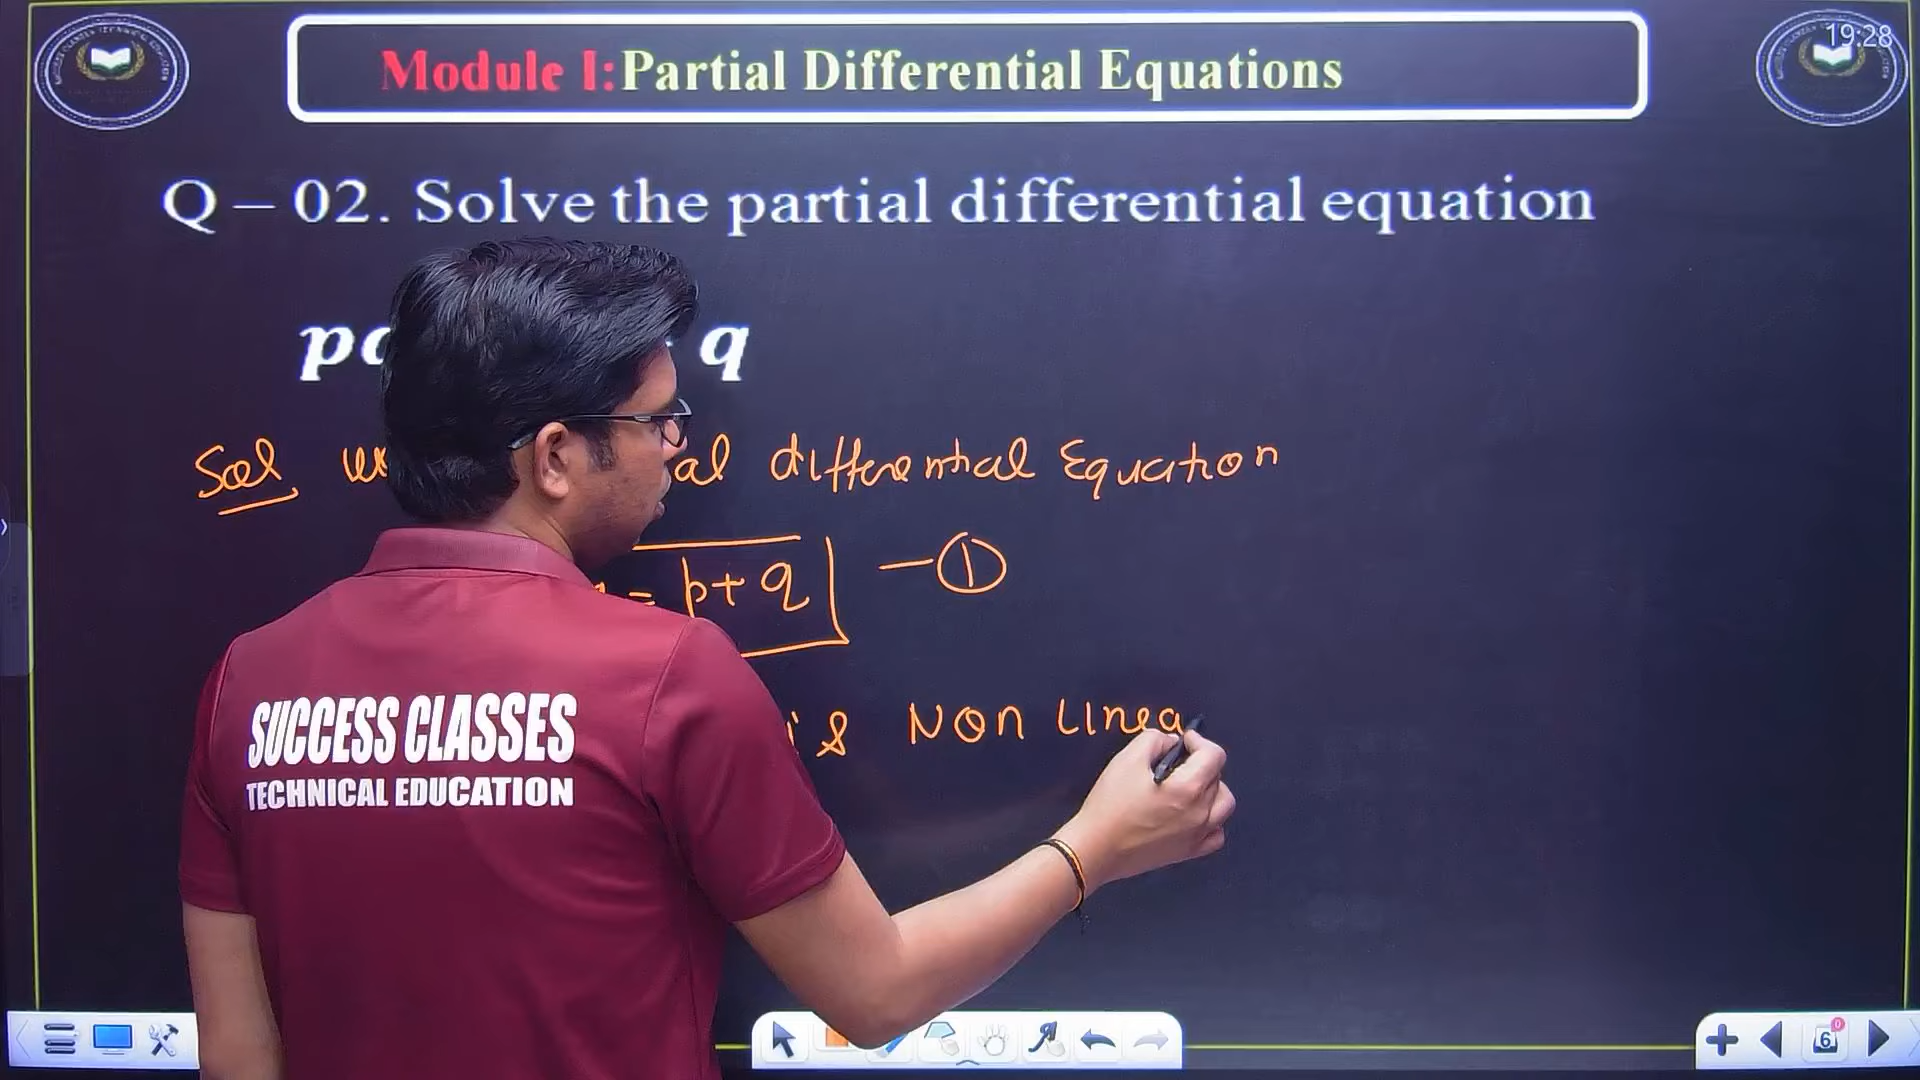 19:28
Module I:Partial Differential Equations
Q – 02. Solve the partial differential equation
q
Sol, al differential Equation
= p+q — ①
is Non Linea
SUCCESS CLASSES
TECHNICAL EDUCATION
6
0